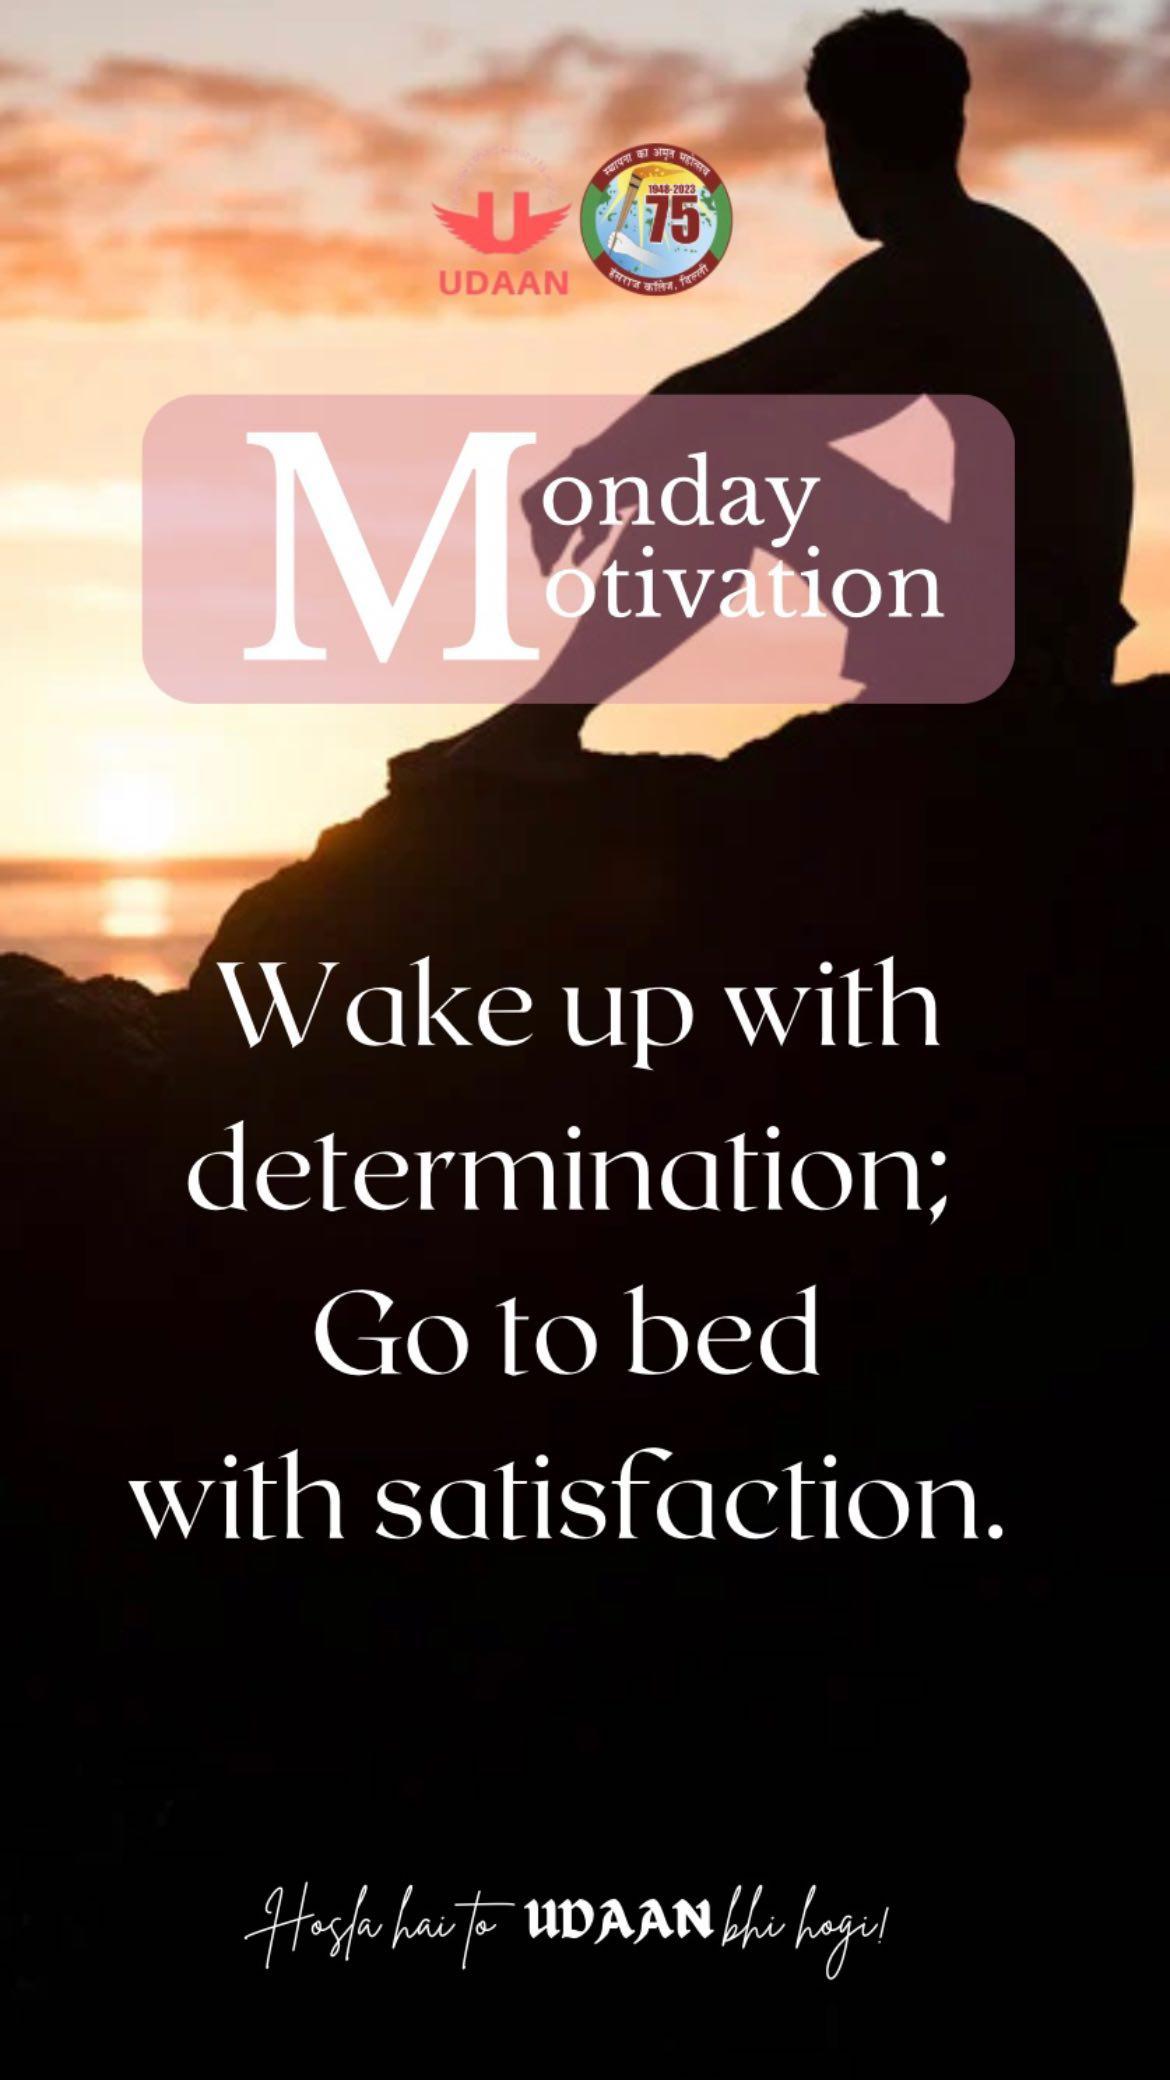 स्थापना का अमृत महोत्सव
1948-2023
75
हंसराज कॉलेज, दिल्ली
U
UDAAN
Monday
Motivation
Wake up with
determination;
Go to bed
with satisfaction.
Hosla hai to UDAAN bhi hogi!